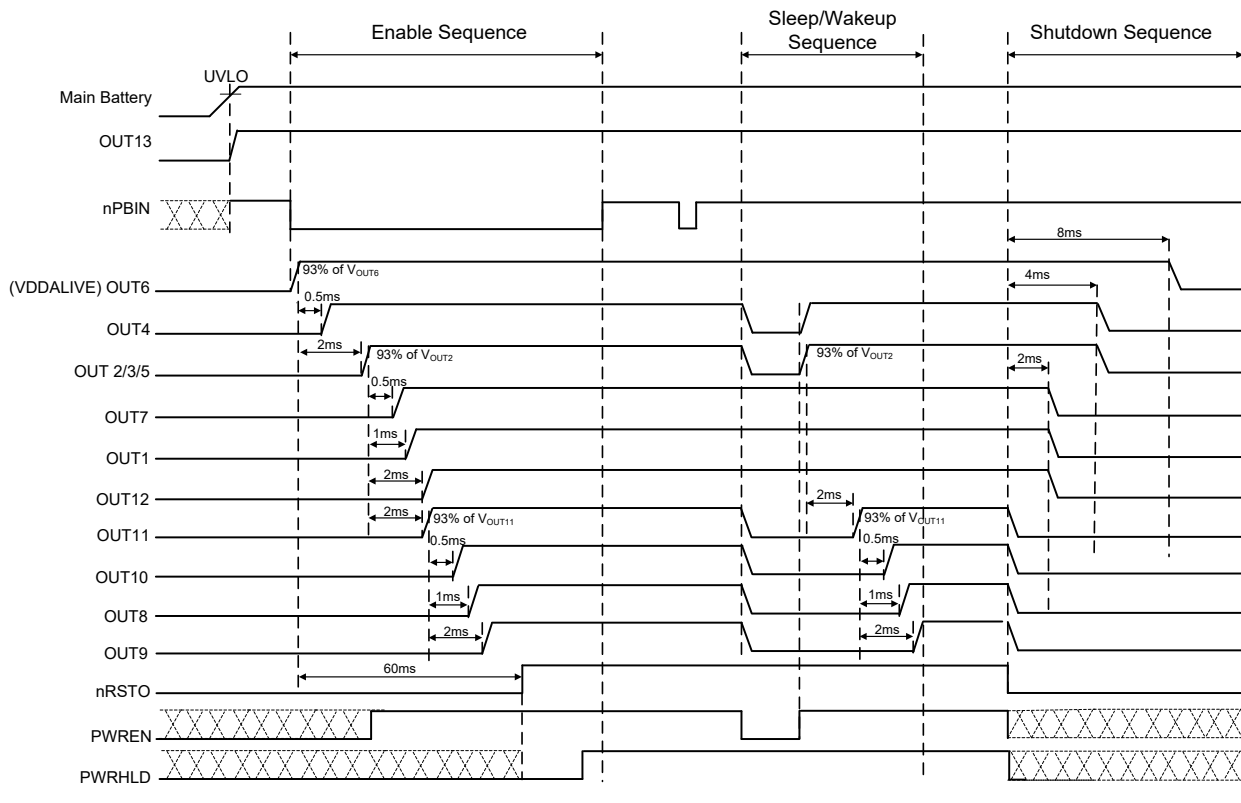 Enable Sequence
Sleep/Wakeup
Sequence
Shutdown Sequence
UVLO
Main Battery
OUT13
nPBIN
8ms
93% of VOUT6
(VDDALIVE) OUT6
4ms
0.5ms
OUT4
2ms
93% of VOUT2
93% of VOUT2
2ms
OUT 2/3/5
0.5ms
OUT7
1ms
OUT1
2ms
OUT12
2ms
2ms
93% of VOUT11
93% of VOUT11
OUT11
0.5ms
0.5ms
OUT10
1ms
1ms
OUT8
2ms
2ms
OUT9
60ms
nRSTO
PWREN
PWRHLD